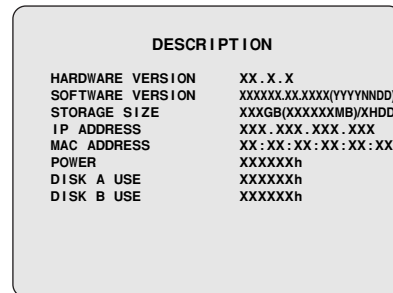 DESCRIPTION
HARDWARE VERSION XX.X.X
SOFTWARE VERSION XXXXXX.XX.XXXX(YYYYNNDD)
STORAGE SIZE XXXGB(XXXXXXMB)/XHDD
IP ADDRESS XXX.XXX.XXX.XXX
MAC ADDRESS XX:XX:XX:XX:XX:XX
POWER XXXXXXh
DISK A USE XXXXXXh
DISK B USE XXXXXXh